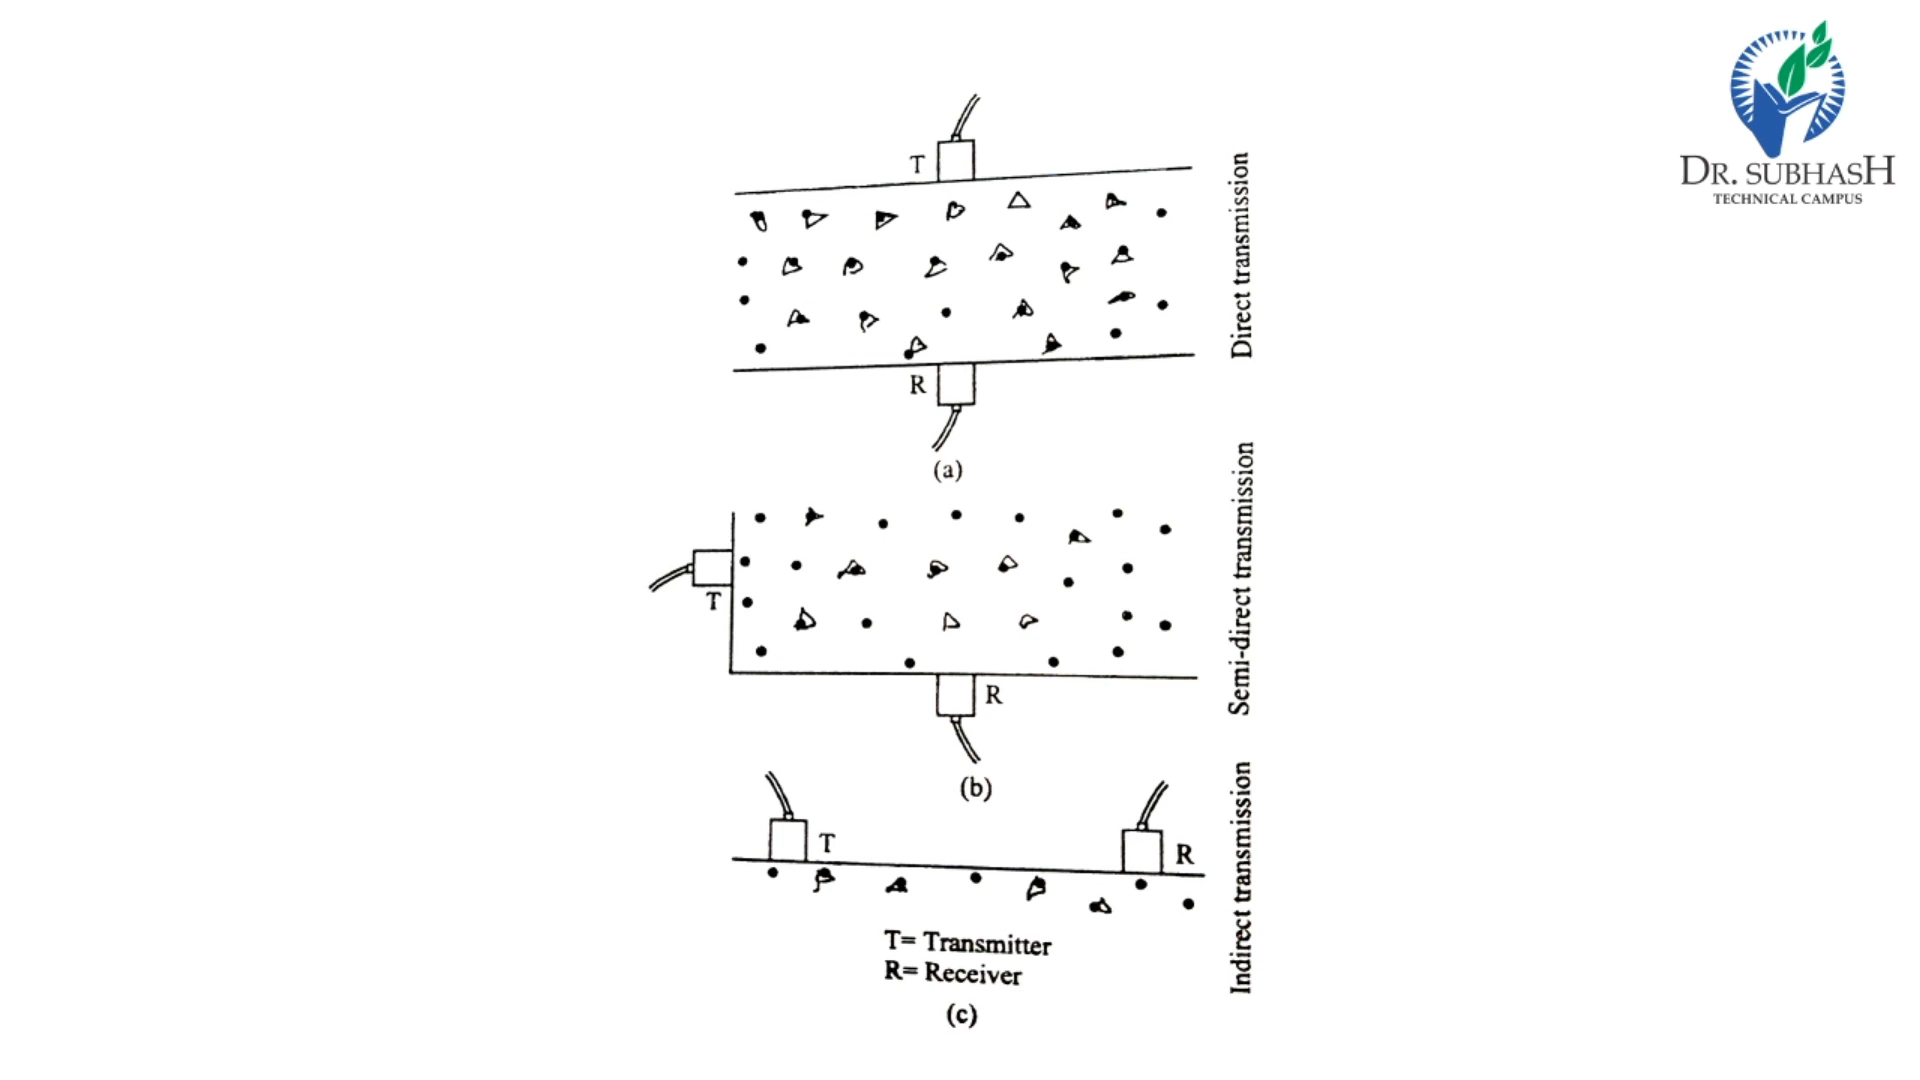 DR. SUBHASH
TECHNICAL CAMPUS
T
Direct transmission
R
(a)
Semi-direct transmission
T
R
(b)
Indirect transmission
T
R
T= Transmitter
R= Receiver
(c)